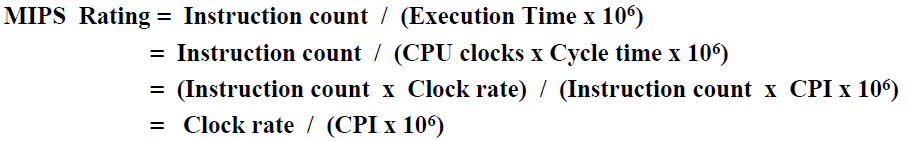 MIPS Rating = Instruction count / (Execution Time x 10⁶)
= Instruction count / (CPU clocks x Cycle time x 10⁶)
= (Instruction count x Clock rate) / (Instruction count x CPI x 10⁶)
= Clock rate / (CPI x 10⁶)